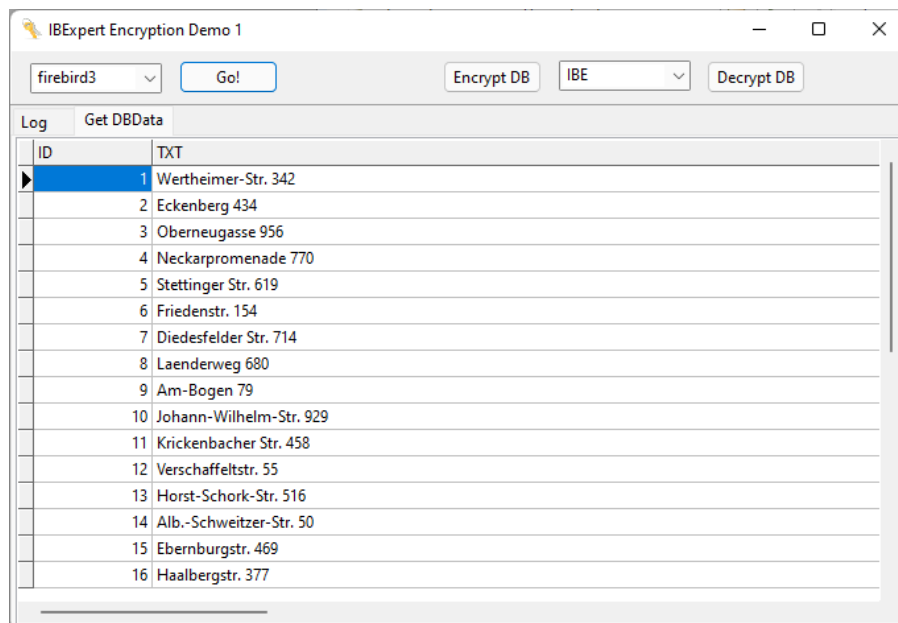 IBExpert Encryption Demo 1
firebird3 Go! Encrypt DB IBE Decrypt DB
Log Get DBData
ID TXT
1 Wertheimer-Str. 342
2 Eckenberg 434
3 Oberneugasse 956
4 Neckarpromenade 770
5 Stettinger Str. 619
6 Friedenstr. 154
7 Diedesfelder Str. 714
8 Laenderweg 680
9 Am-Bogen 79
10 Johann-Wilhelm-Str. 929
11 Krickenbacher Str. 458
12 Verschaffeltstr. 55
13 Horst-Schork-Str. 516
14 Alb.-Schweitzer-Str. 50
15 Ebernburgstr. 469
16 Haalbergstr. 377